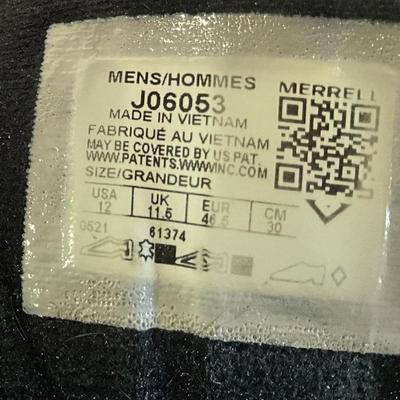 MENS/HOMMES
MERRELL
J06053
MADE IN VIETNAM
FABRIQUÉ AU VIETNAM
MAY BE COVERED BY US PAT.
WWW.PATENTS.WWWINC.COM
SIZE/GRANDEUR
USA UK EUR CM
12 11.5 46.5 30
0521 61374